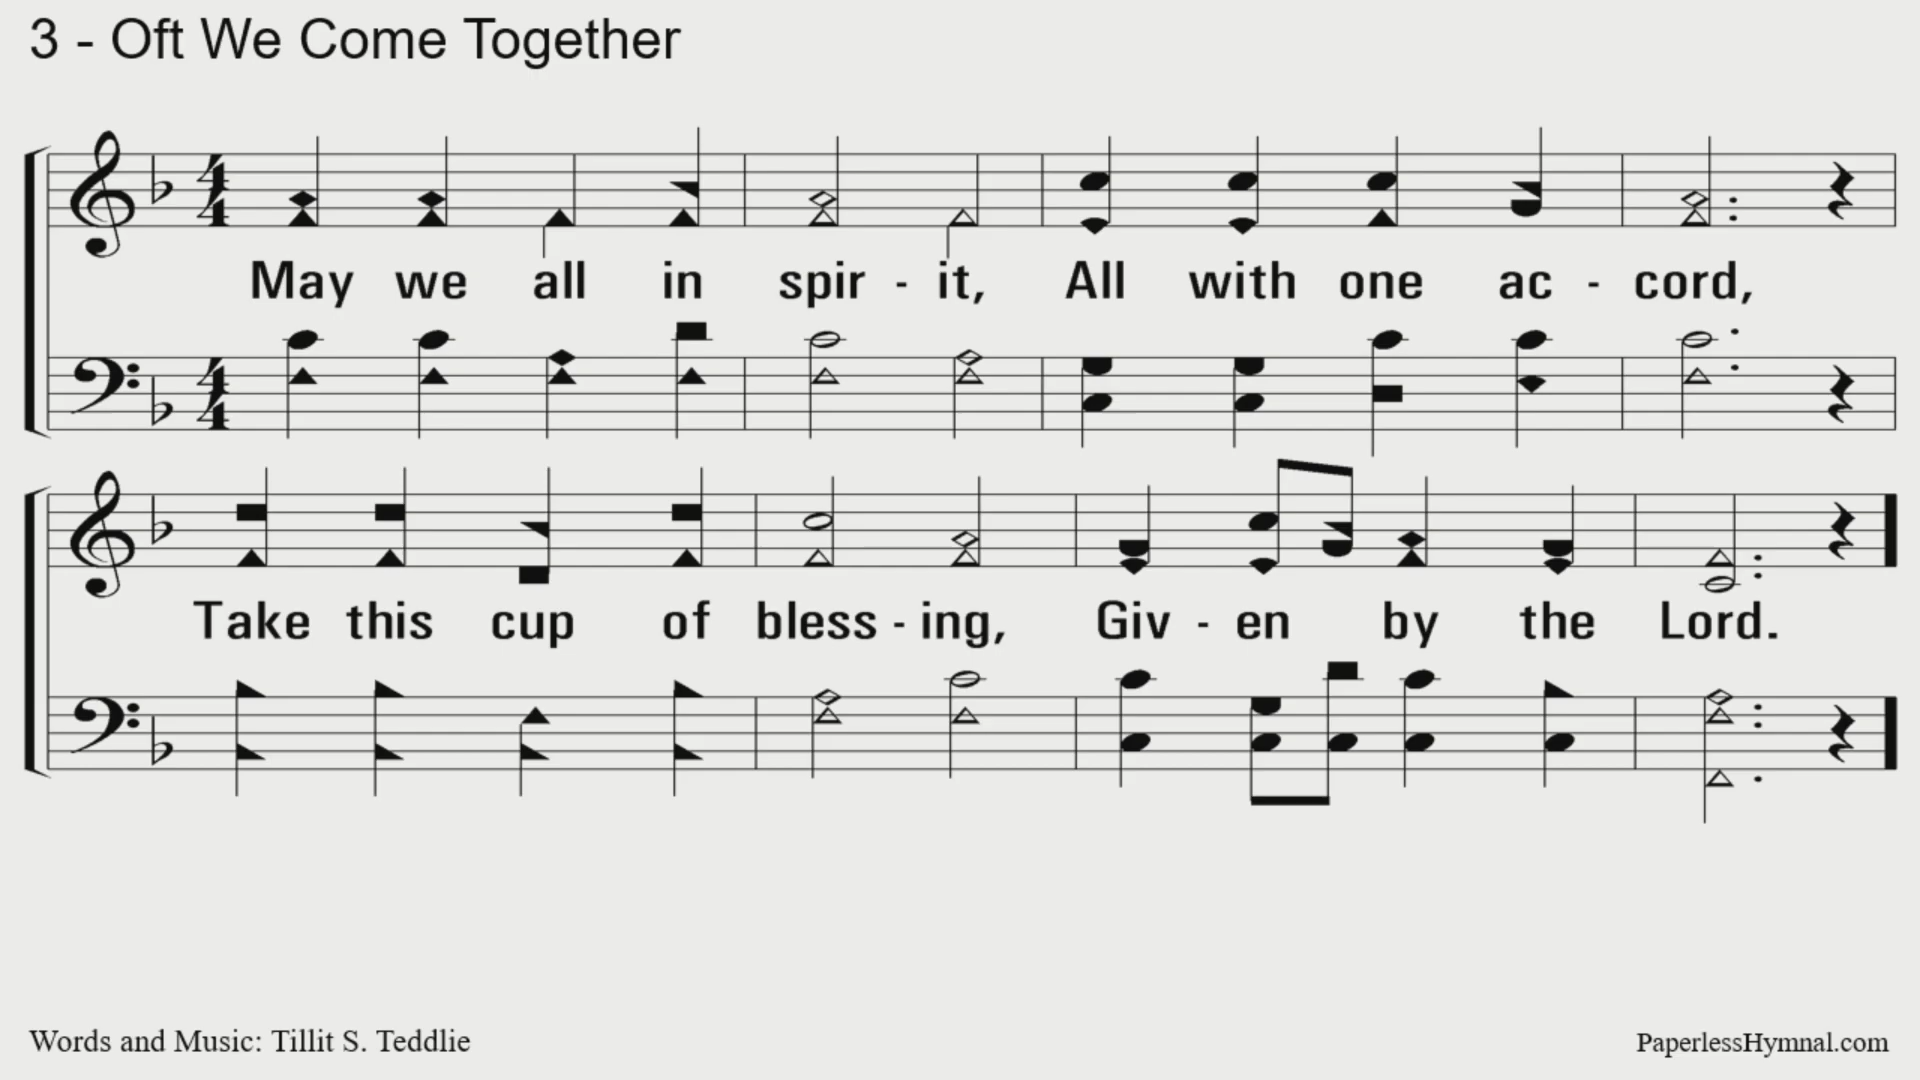 3 - Oft We Come Together
May we all in spir - it, All with one ac - cord,
Take this cup of bless - ing, Giv - en by the Lord.
Words and Music: Tillit S. Teddlie
PaperlessHymnal.com